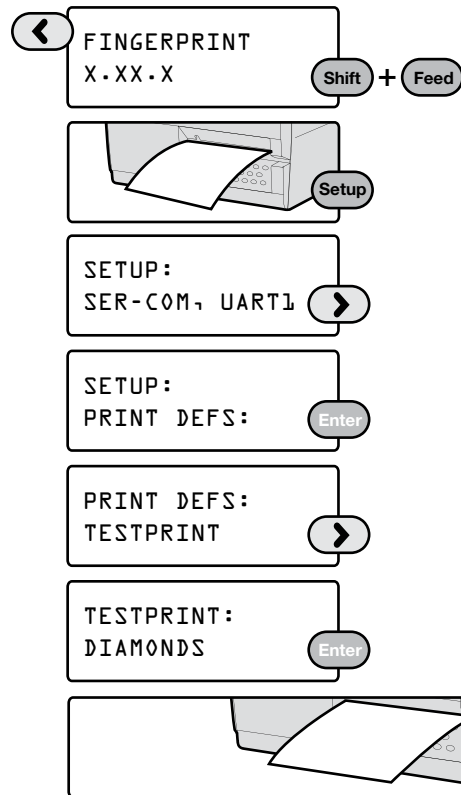 FINGERPRINT
X.XX.X
Shift + Feed
Setup
SETUP:
SER-COM, UART1
SETUP:
PRINT DEFS:
Enter
PRINT DEFS:
TESTPRINT
TESTPRINT:
DIAMONDS
Enter